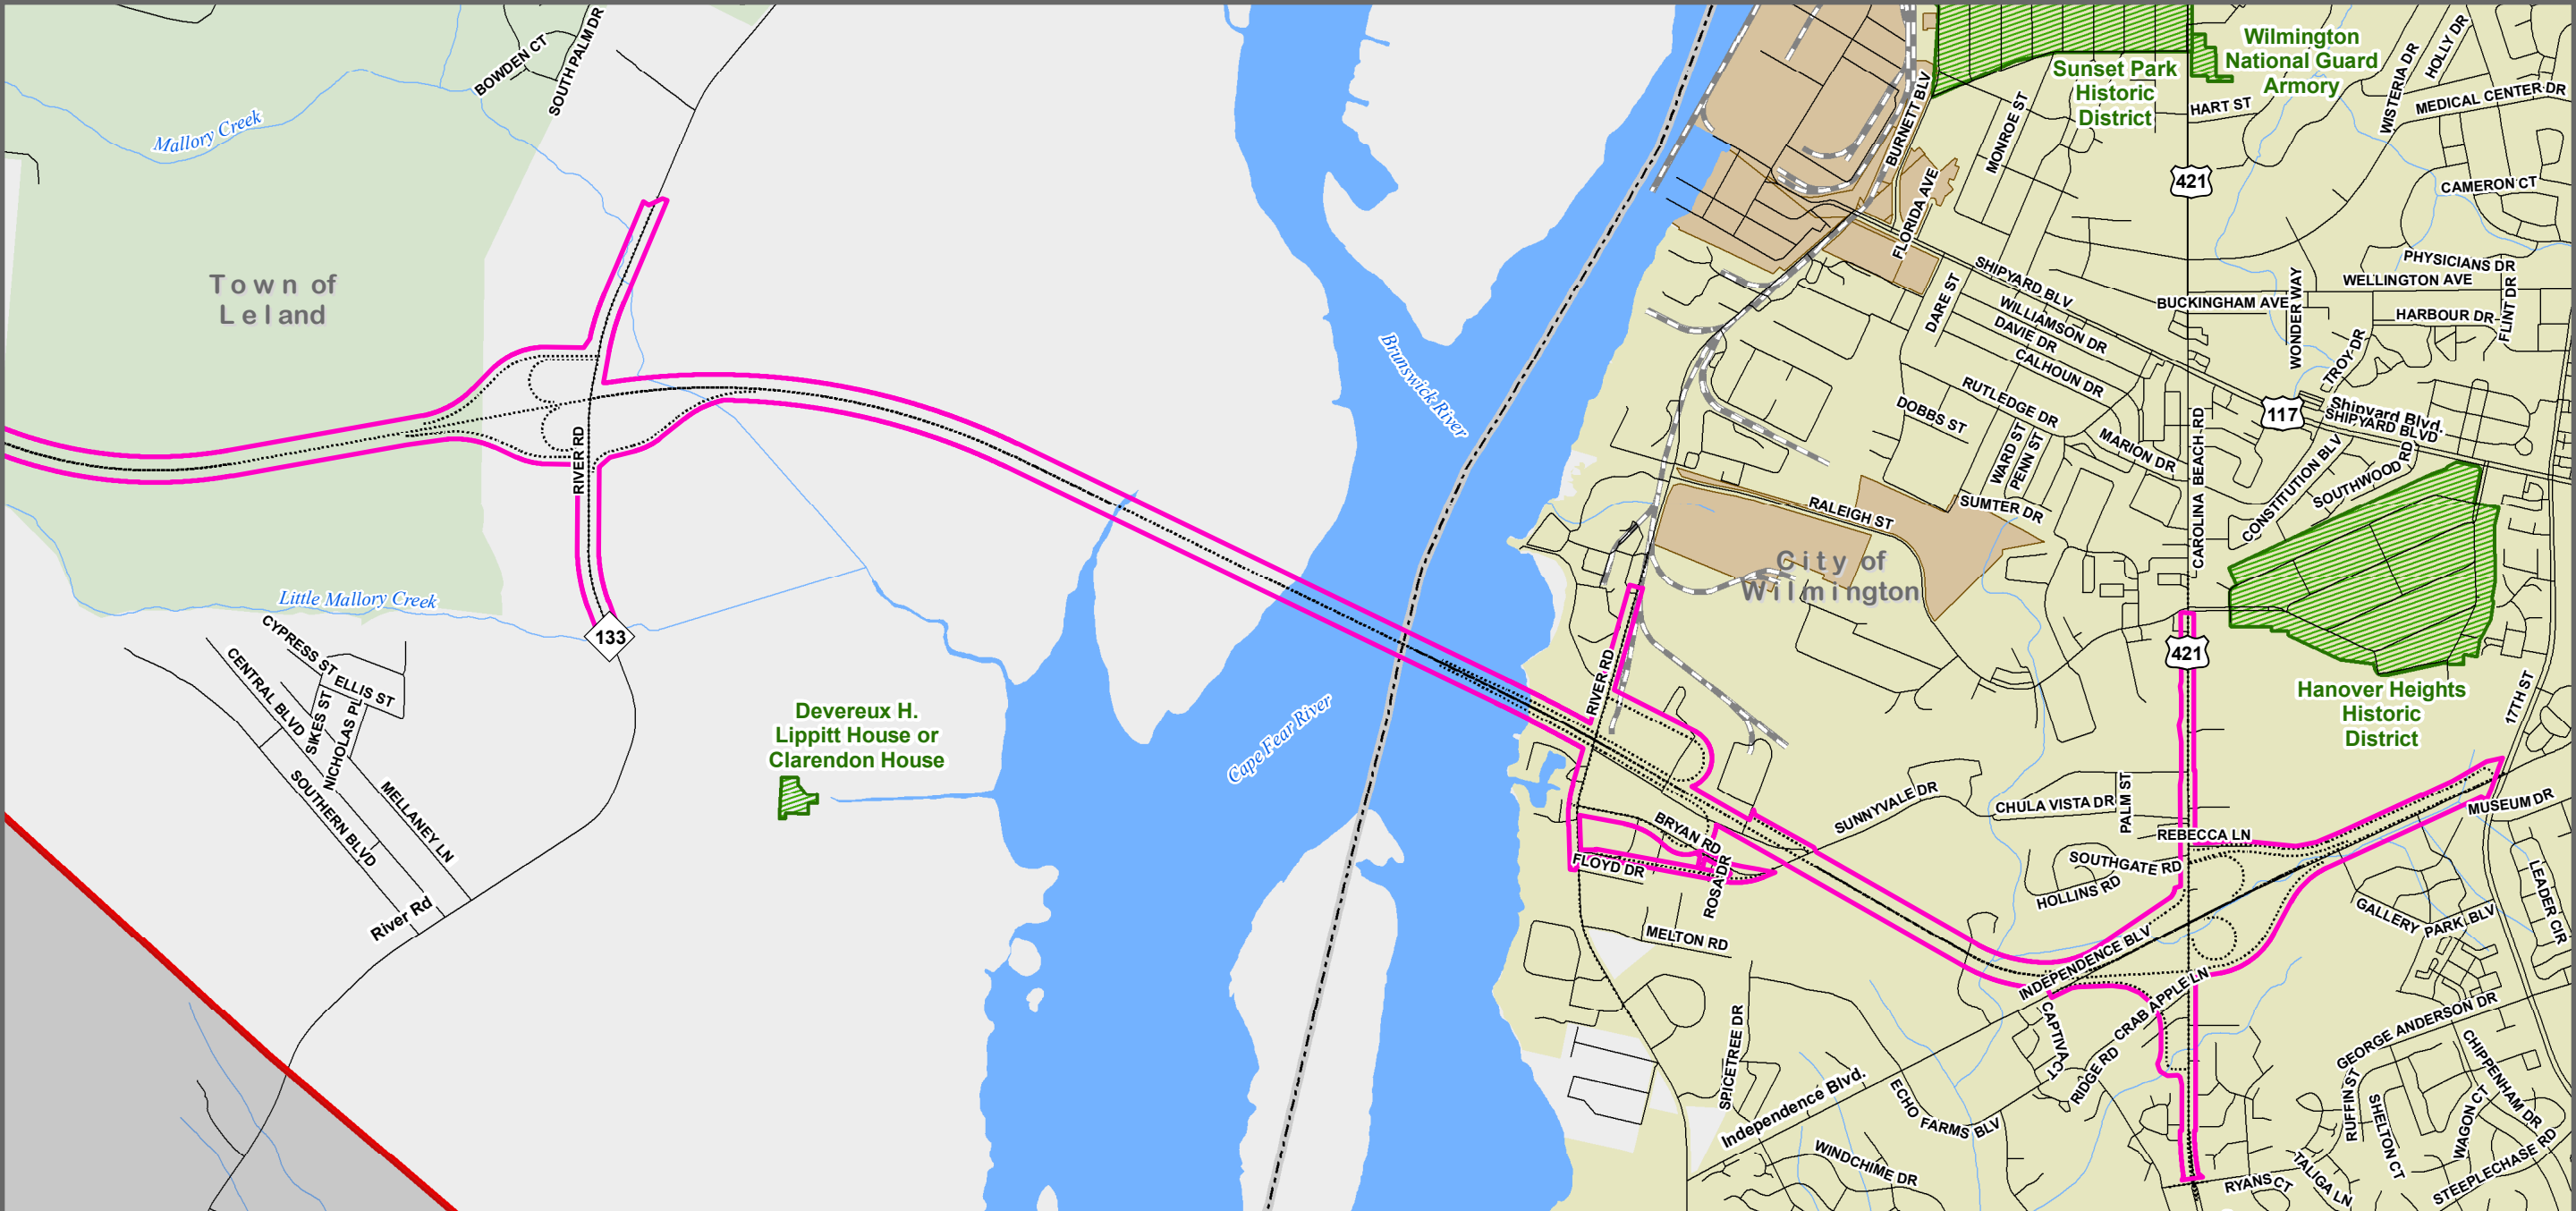 BOWDEN CT
SOUTH PALM DR
Mallory Creek
Town of
Leland
RIVER RD
Little Mallory Creek
133
CYPRESS ST
ELLIS ST
CENTRAL BLVD
SIKES ST
NICHOLAS PL
SOUTHERN BLVD
MELLANEY LN
River Rd
Devereux H.
Lippitt House or
Clarendon House
Brunswick River
Cape Fear River
Sunset Park
Historic
District
Wilmington
National Guard
Armory
WISTERIA DR
HOLLY DR
MEDICAL CENTER DR
HART ST
MONROE ST
BURNETT BLV
FLORIDA AVE
421
CAMERON CT
PHYSICIANS DR
WELLINGTON AVE
BUCKINGHAM AVE
WONDERWAY
HARBOUR DR
FLINT DR
TROY DR
SHIPYARD BLV
DARE ST
WILLIAMSON DR
DAVIE DR
CALHOUN DR
RUTLEDGE DR
DOBBS ST
WARD ST
PENN ST
MARION DR
SUMTER DR
RALEIGH ST
CAROLINA BEACH RD
117
Shipyard Blvd.
SHIPYARD BLVD
CONSTITUTION BLV
SOUTHWOOD RD
City of
Wilmington
421
Hanover Heights
Historic
District
17TH ST
RIVER RD
BRYAN RD
FLOYD DR
ROSA DR
MELTON RD
SUNNYVALE DR
CHULA VISTA DR
PALM ST
REBECCA LN
MUSEUM DR
SOUTHGATE RD
HOLLINS RD
GALLERY PARK BLV
LEADER CIR
INDEPENDENCE BLV
CRAB APPLE LN
CAPTIVA CT
RIDGE RD
GEORGE ANDERSON DR
CHIPPENHAM DR
SPICETREE DR
Independence Blvd.
ECHO FARMS BLV
WINDCHIME DR
RUFFIN ST
SHELTON CT
WAGON CT
STEEPLECHASE RD
TALIGA LN
RYANS CT